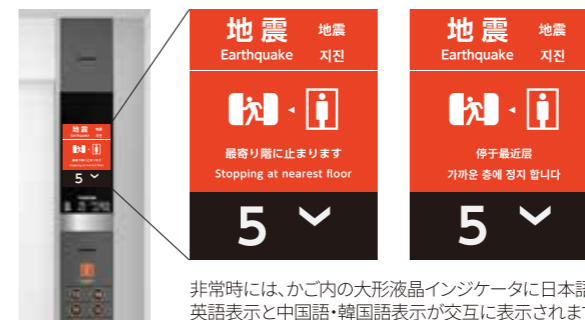 地震 地震
Earthquake 지진
最寄り階に止まります
Stopping at nearest floor
5
地震 地震
Earthquake 지진
停于最近层
가까운 층에 정지 합니다
5
地震
5
非常時には、かご内の大形液晶インジケータに日本語
英語表示と中国語・韓国語表示が交互に表示されます